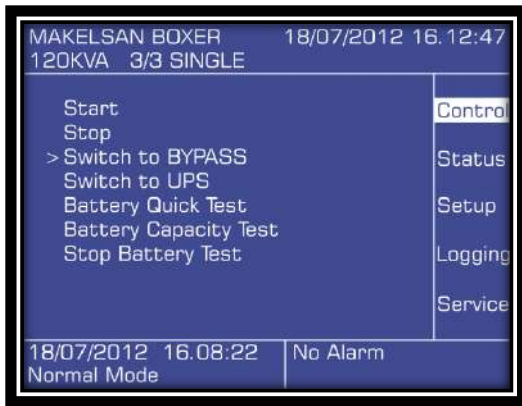 MAKELSAN BOXER 18/07/2012 16.12:47
120KVA 3/3 SINGLE
Start
Stop
> Switch to BYPASS
Switch to UPS
Battery Quick Test
Battery Capacity Test
Stop Battery Test
Control
Status
Setup
Logging
Service
18/07/2012 16.08:22 No Alarm
Normal Mode